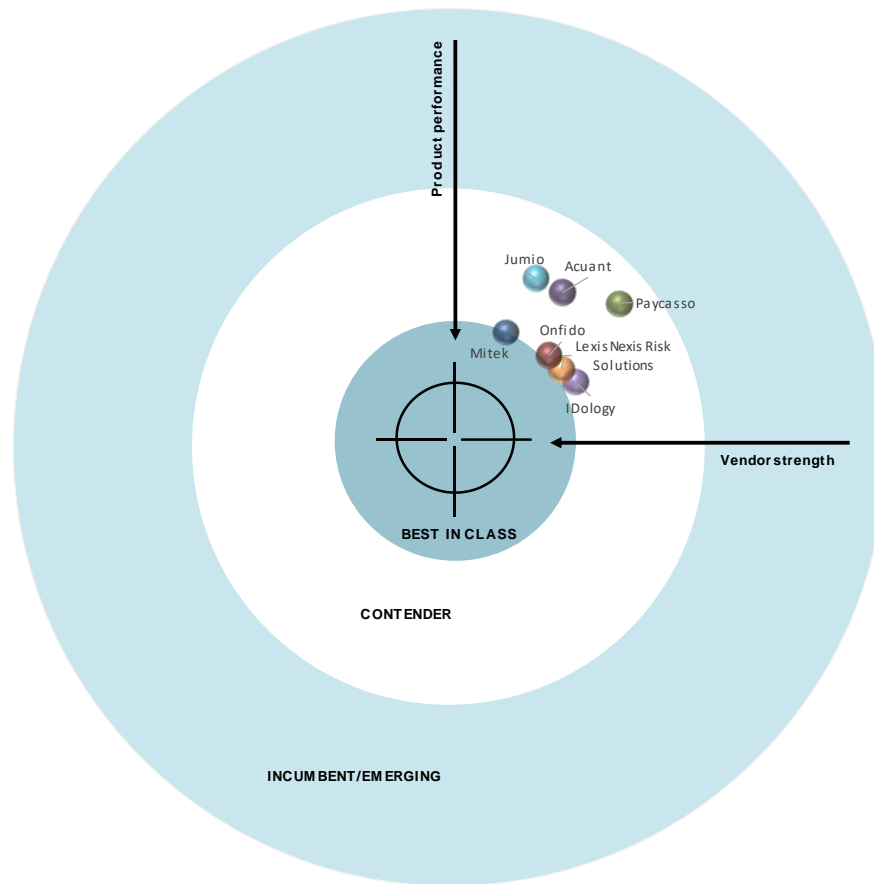 Product performance
Jumio
Acuant
Paycasso
Onfido
Mitek
LexisNexis Risk
Solutions
IDology
Vendor strength
BEST IN CLASS
CONTENDER
INCUMBENT/EMERGING